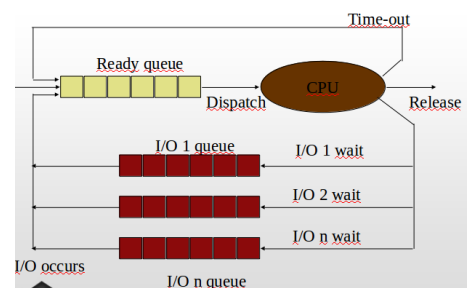 Time-out
Ready queue
CPU
Dispatch
Release
I/O 1 queue
I/O 1 wait
I/O 2 wait
I/O n wait
I/O occurs
I/O n queue